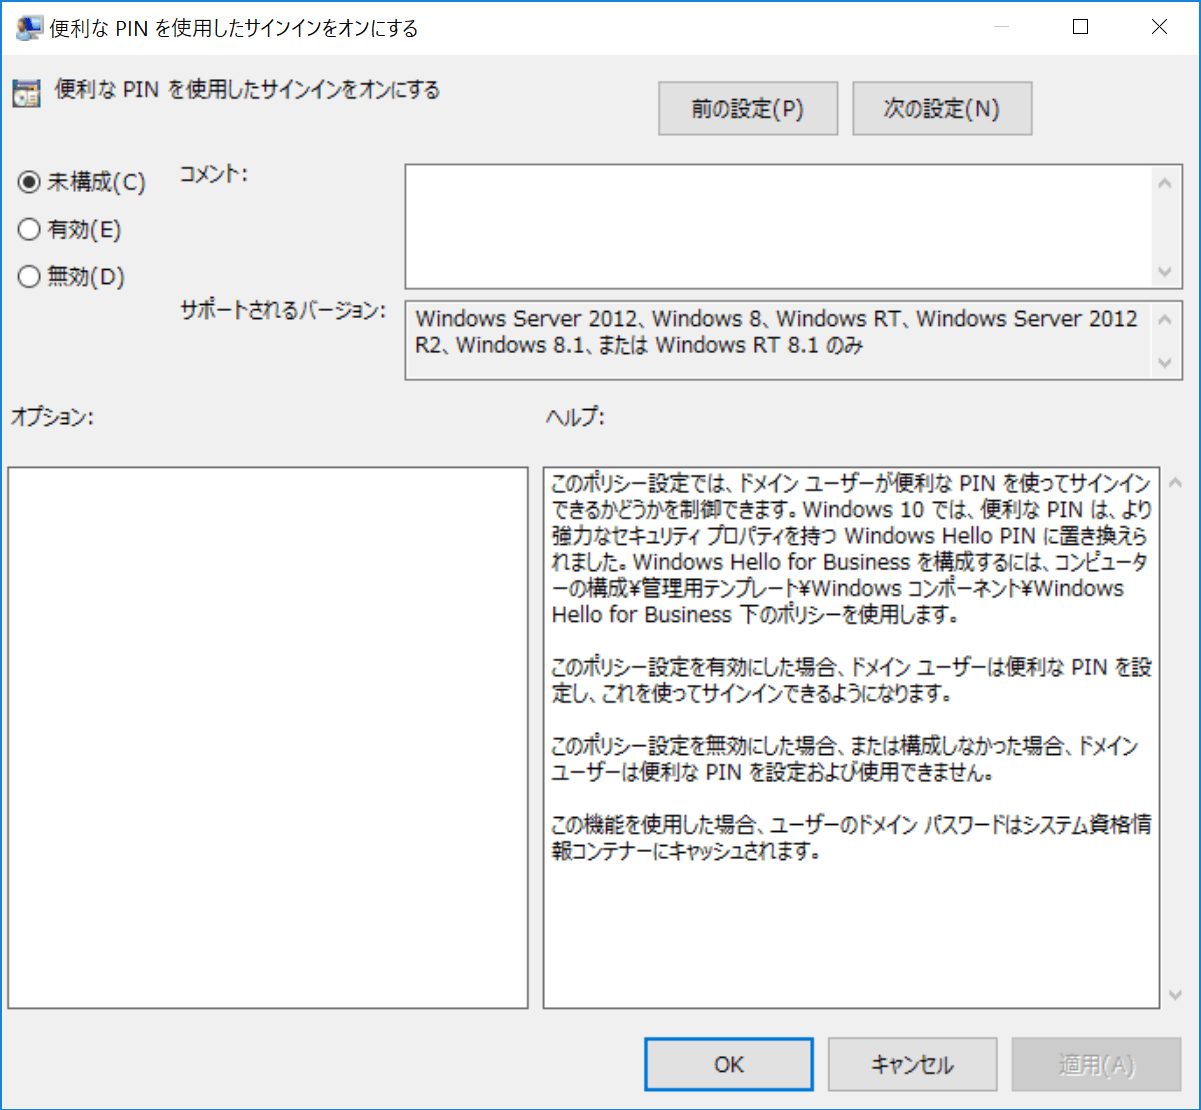 便利な PIN を使用したサインインをオンにする
便利な PIN を使用したサインインをオンにする
前の設定(P)
次の設定(N)
未構成(C)
有効(E)
無効(D)
コメント:
サポートされるバージョン:
Windows Server 2012、Windows 8、Windows RT、Windows Server 2012
R2、Windows 8.1、または Windows RT 8.1 のみ
オプション:
ヘルプ:
このポリシー設定では、ドメイン ユーザーが便利な PIN を使ってサインイン
できるかどうかを制御できます。Windows 10 では、便利な PIN は、より
強力なセキュリティ プロパティを持つ Windows Hello PIN に置き換えら
れました。Windows Hello for Business を構成するには、コンピュータ
ーの構成¥管理用テンプレート¥Windows コンポーネント¥Windows
Hello for Business 下のポリシーを使用します。
このポリシー設定を有効にした場合、ドメイン ユーザーは便利な PIN を設
定し、これを使ってサインインできるようになります。
このポリシー設定を無効にした場合、または構成しなかった場合、ドメイン
ユーザーは便利な PIN を設定および使用できません。
この機能を使用した場合、ユーザーのドメイン パスワードはシステム資格情
報コンテナーにキャッシュされます。
OK
キャンセル
適用(A)